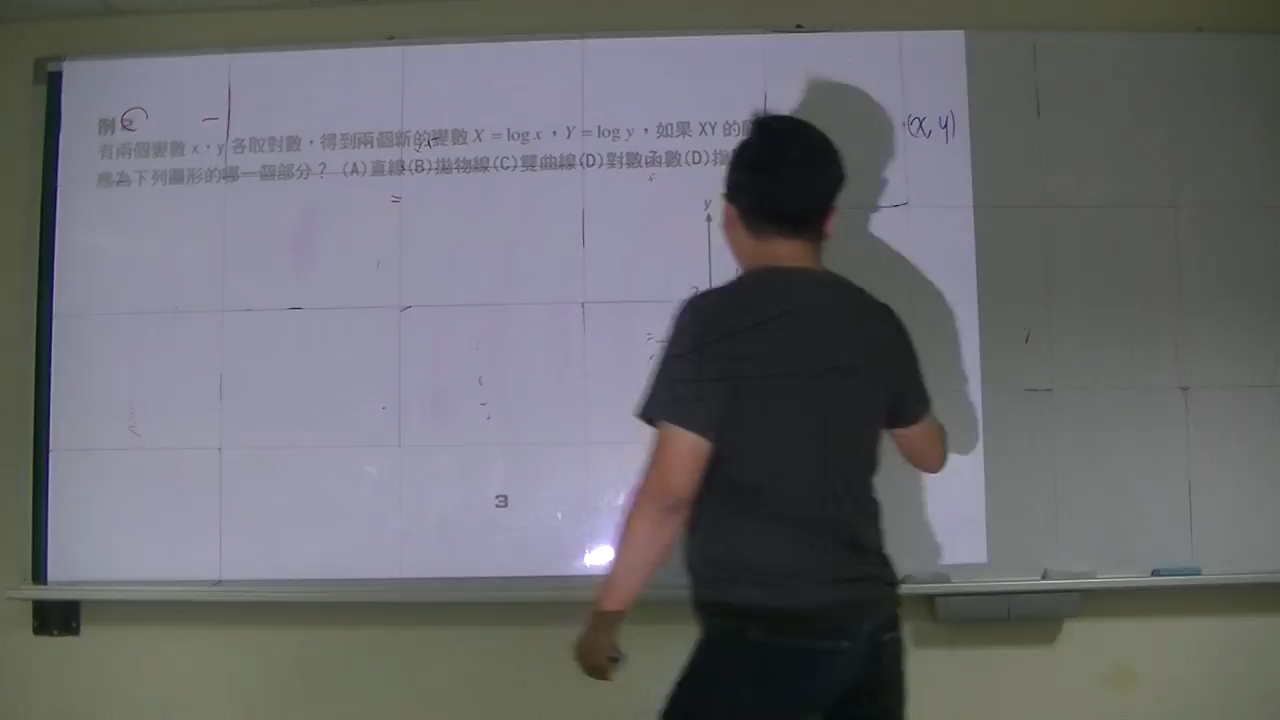 例 2
(x, y)
有兩個變數 x，y 各取對數，得到兩個新的變數 X = log x，Y = log y，如果 XY 的
應為下列圖形的哪一個部分？ (A)直線(B)拋物線(C)雙曲線(D)對數函數(D)指
y
3